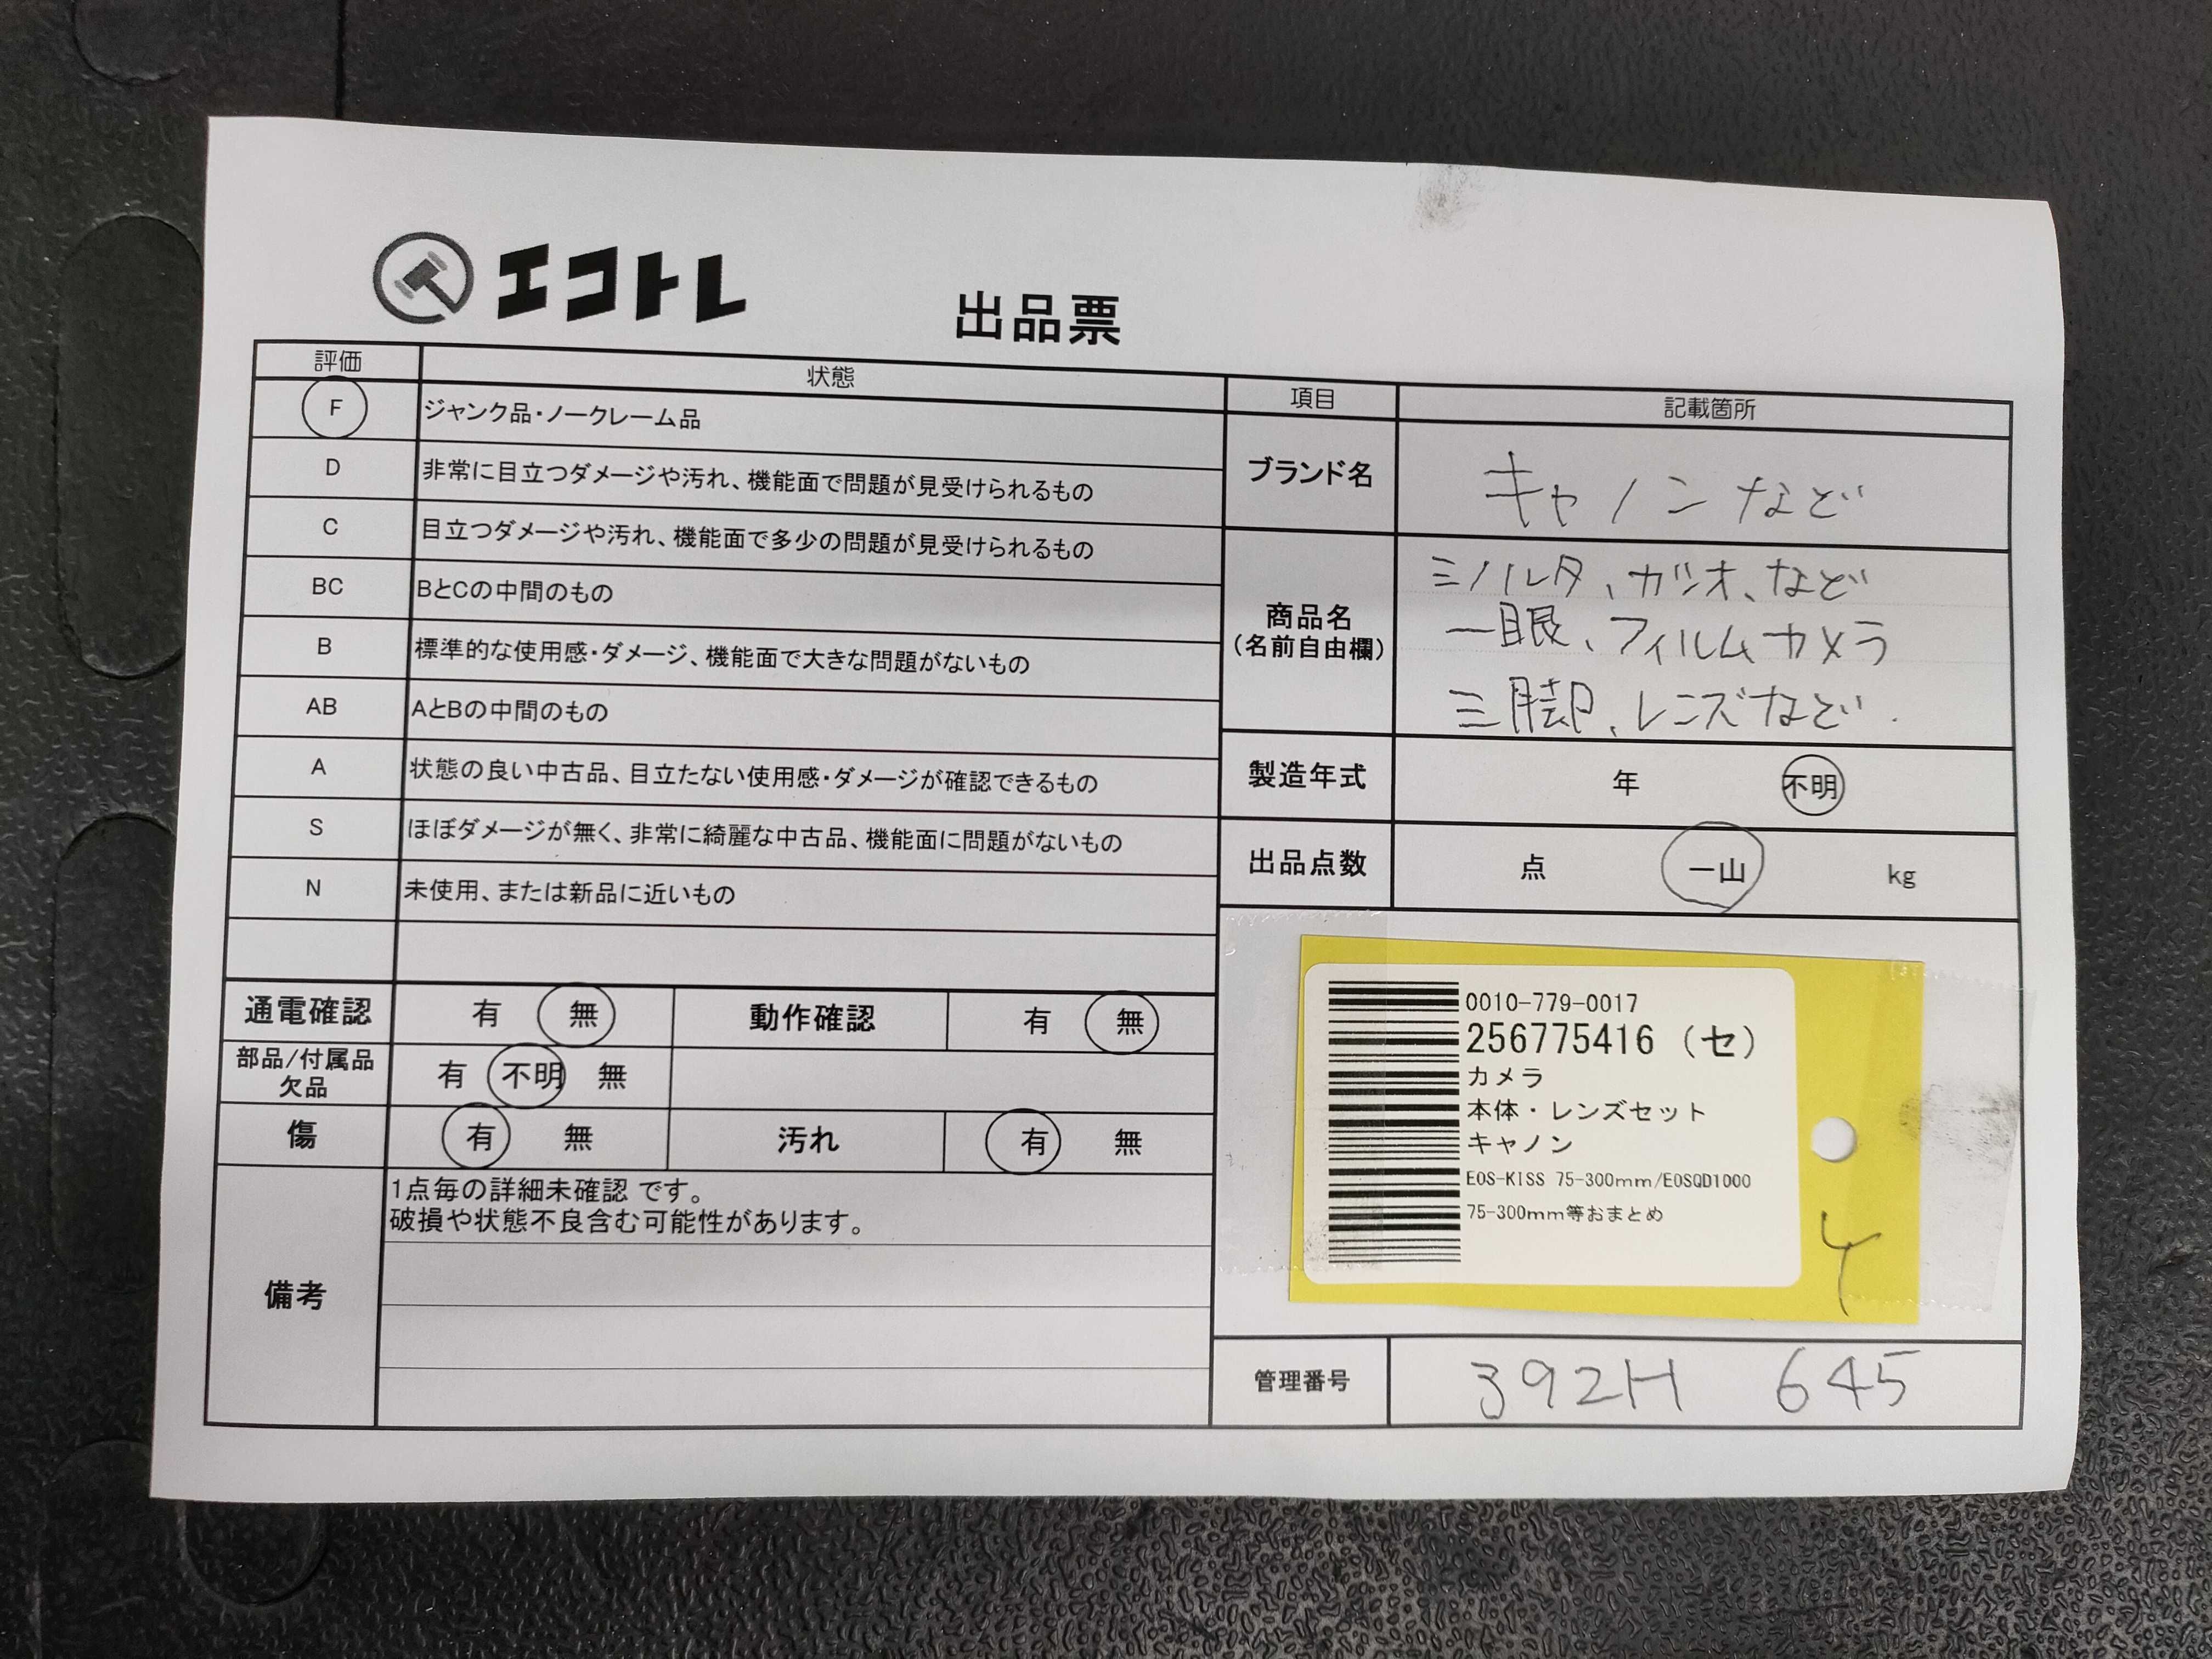 エコトレ
出品票
評価 状態
F ジャンク品・ノークレーム品
D 非常に目立つダメージや汚れ、機能面で問題が見受けられるもの
C 目立つダメージや汚れ、機能面で多少の問題が見受けられるもの
BC BとCの中間のもの
B 標準的な使用感・ダメージ、機能面で大きな問題がないもの
AB AとBの中間のもの
A 状態の良い中古品、目立たない使用感・ダメージが確認できるもの
S ほぼダメージが無く、非常に綺麗な中古品、機能面に問題がないもの
N 未使用、または新品に近いもの
通電確認 有 無 動作確認 有 無
部品/付属品
欠品 有 不明 無
傷 有 無 汚れ 有 無
備考
1点毎の詳細未確認 です。
破損や状態不良含む可能性があります。
項目 記載箇所
ブランド名 キャノンなど
商品名
(名前自由欄)
ミノルタ、カシオ、など
一眼、フィルムカメラ
三脚、レンズなど.
製造年式 年 不明
出品点数 点 一山 kg
0010-779-0017
256775416 (セ)
カメラ
本体・レンズセット
キャノン
EOS-KISS 75-300mm/EOSQD1000
75-300mm等おまとめ
管理番号 392H 645